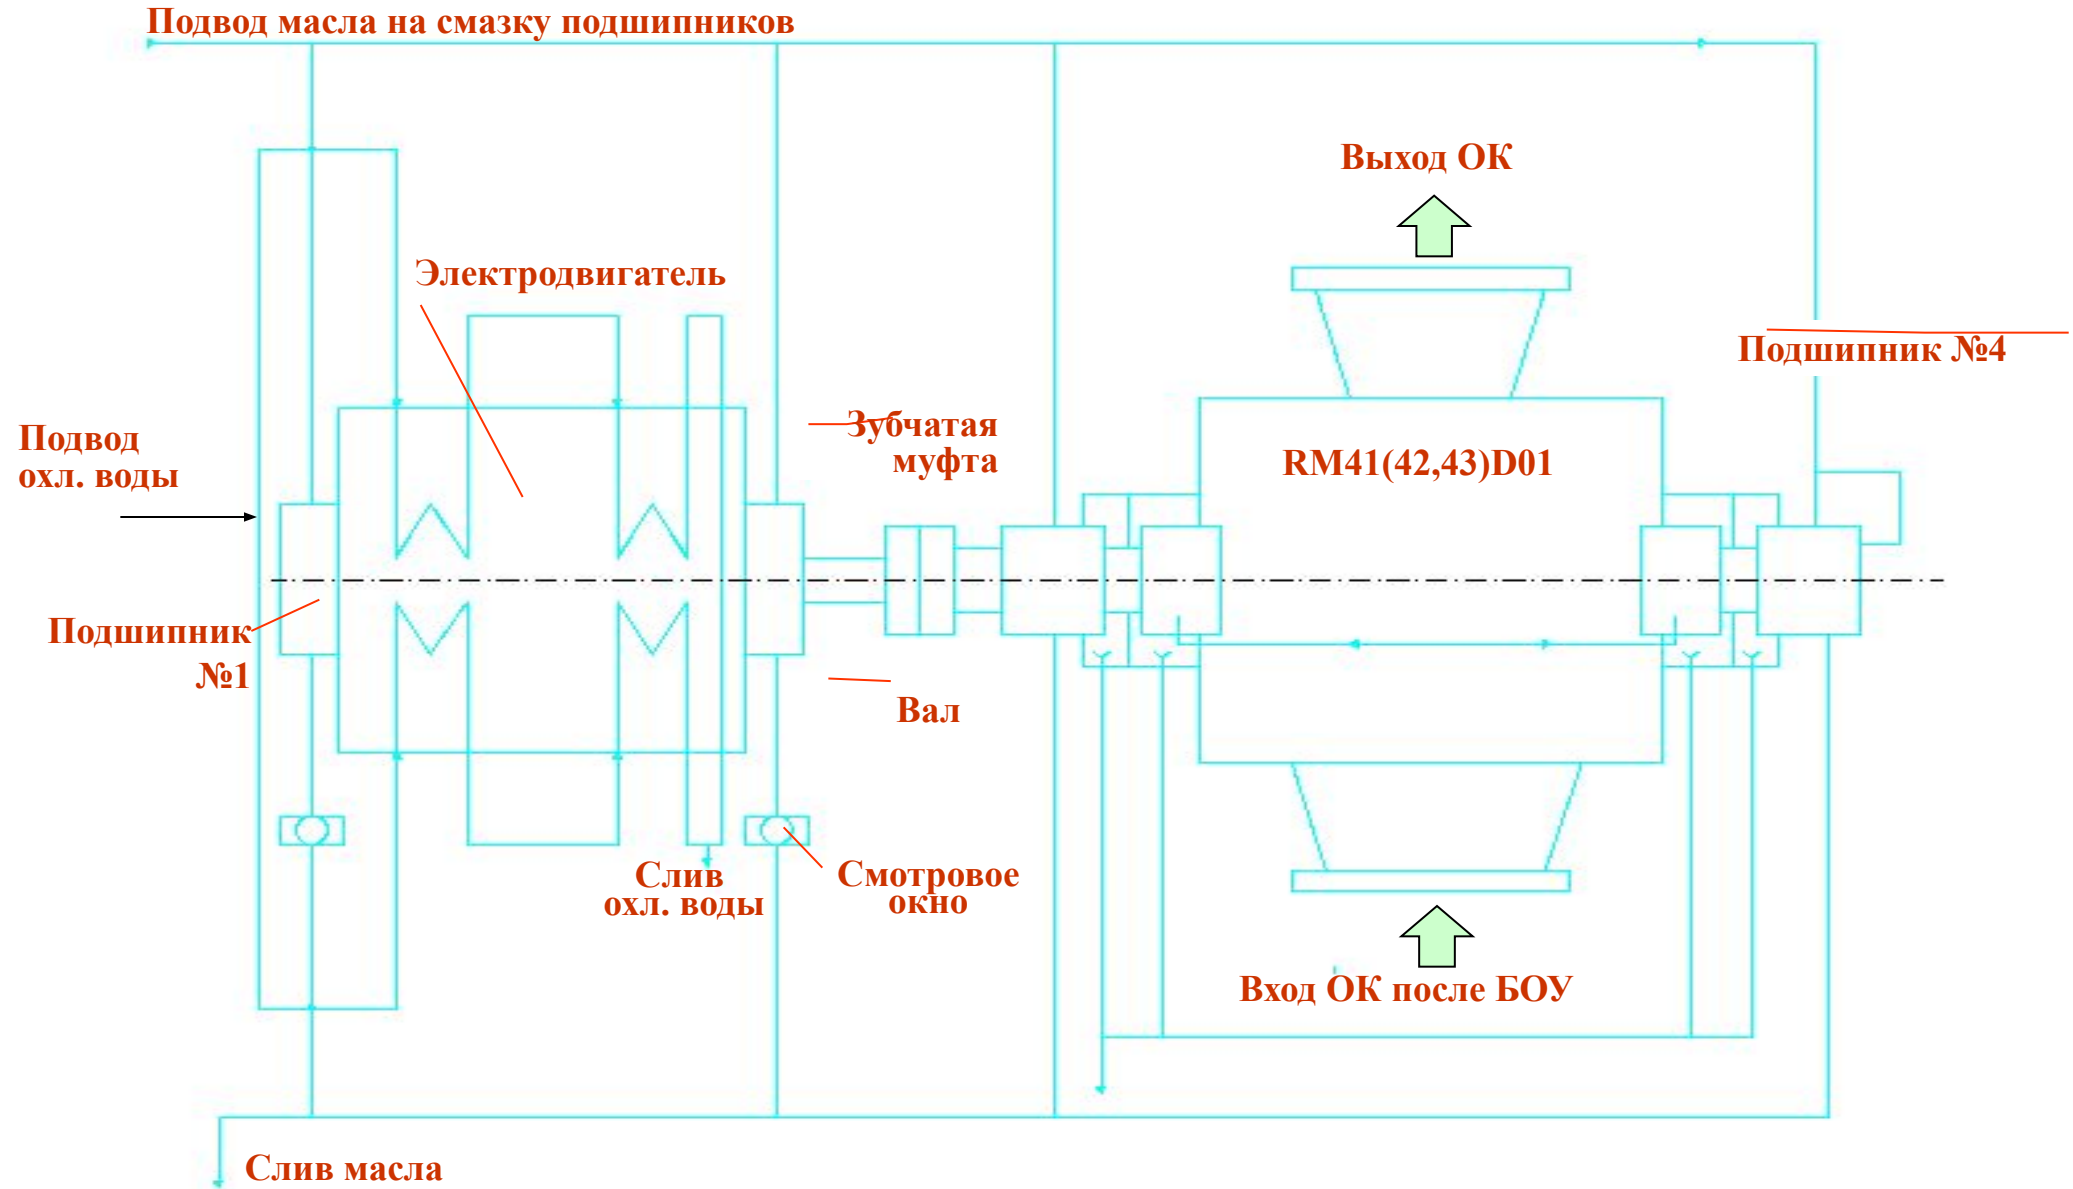 Подвод масла на смазку подшипников
Выход ОК
Электродвигатель
Подшипник №4
Зубчатая
муфта
Подвод
охл. воды
RM41(42,43)D01
Подшипник
№1
Вал
Слив
охл. воды
Смотровое
окно
Вход ОК после БОУ
Слив масла